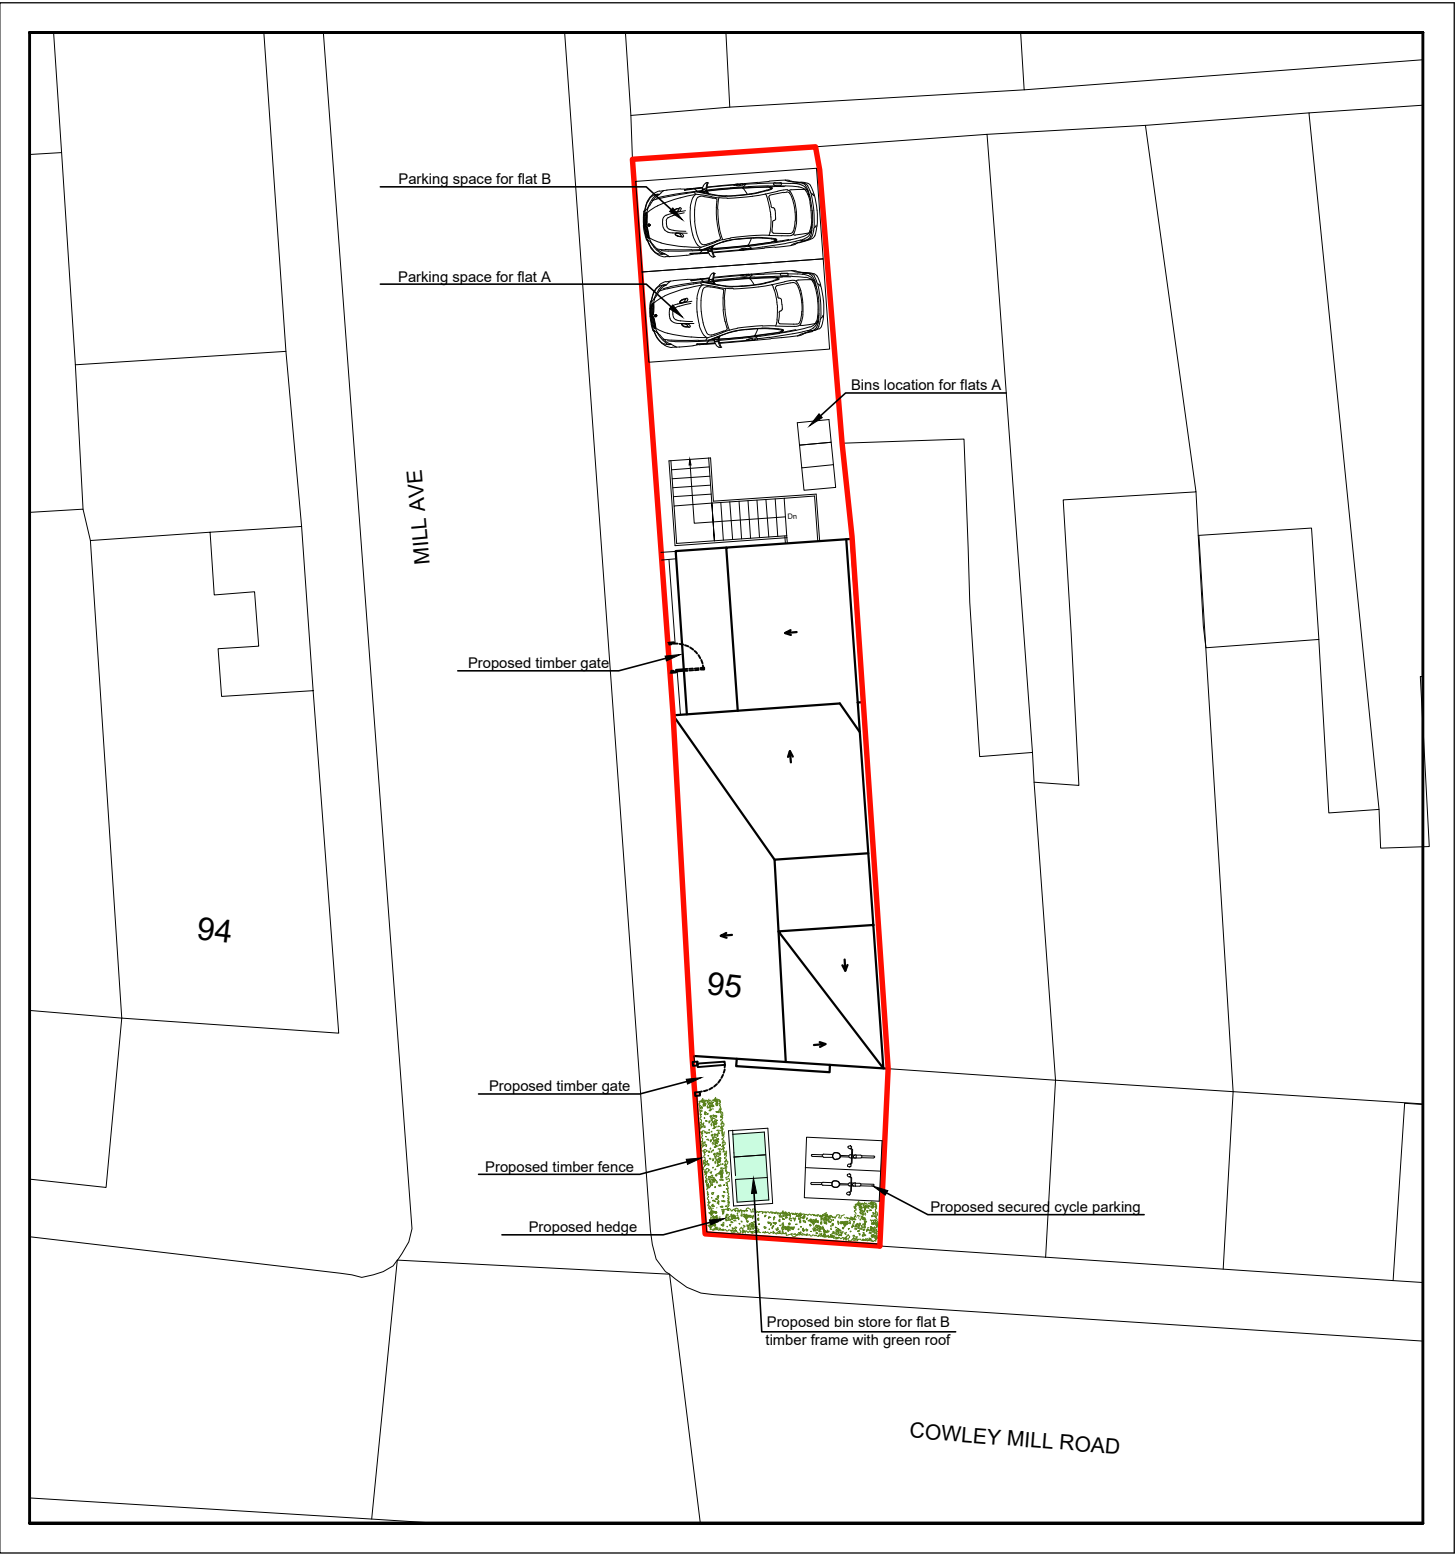 Parking space for flat B
Parking space for flat A
Bins location for flats A
MILL AVE
Dn
Proposed timber gate
94
95
Proposed timber gate
Proposed timber fence
Proposed secured cycle parking
Proposed hedge
Proposed bin store for flat B
timber frame with green roof
COWLEY MILL ROAD